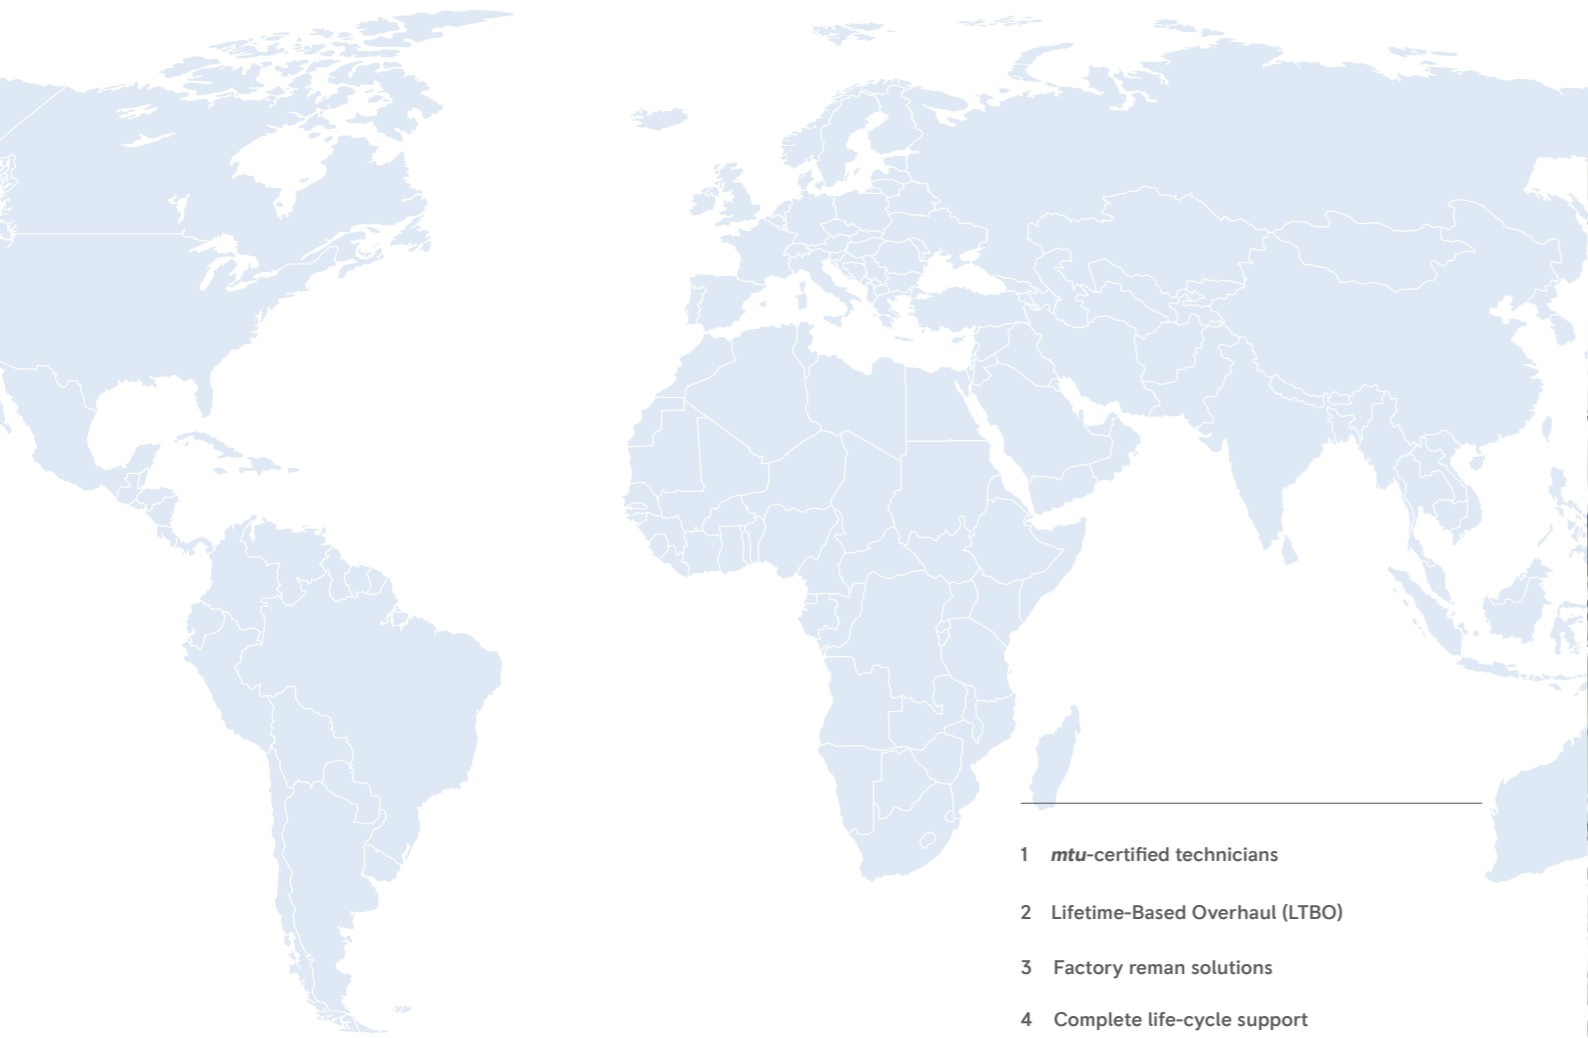 1 mtu-certified technicians
2 Lifetime-Based Overhaul (LTBO)
3 Factory reman solutions
4 Complete life-cycle support